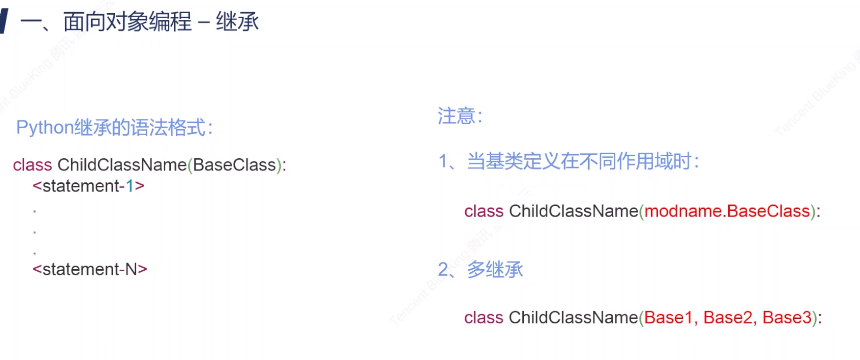 一、面向对象编程 – 继承
Python继承的语法格式：
class ChildClassName(BaseClass):
<statement-1>
.
.
.
<statement-N>
注意：
1、当基类定义在不同作用域时：
class ChildClassName(modname.BaseClass):
2、多继承
class ChildClassName(Base1, Base2, Base3):